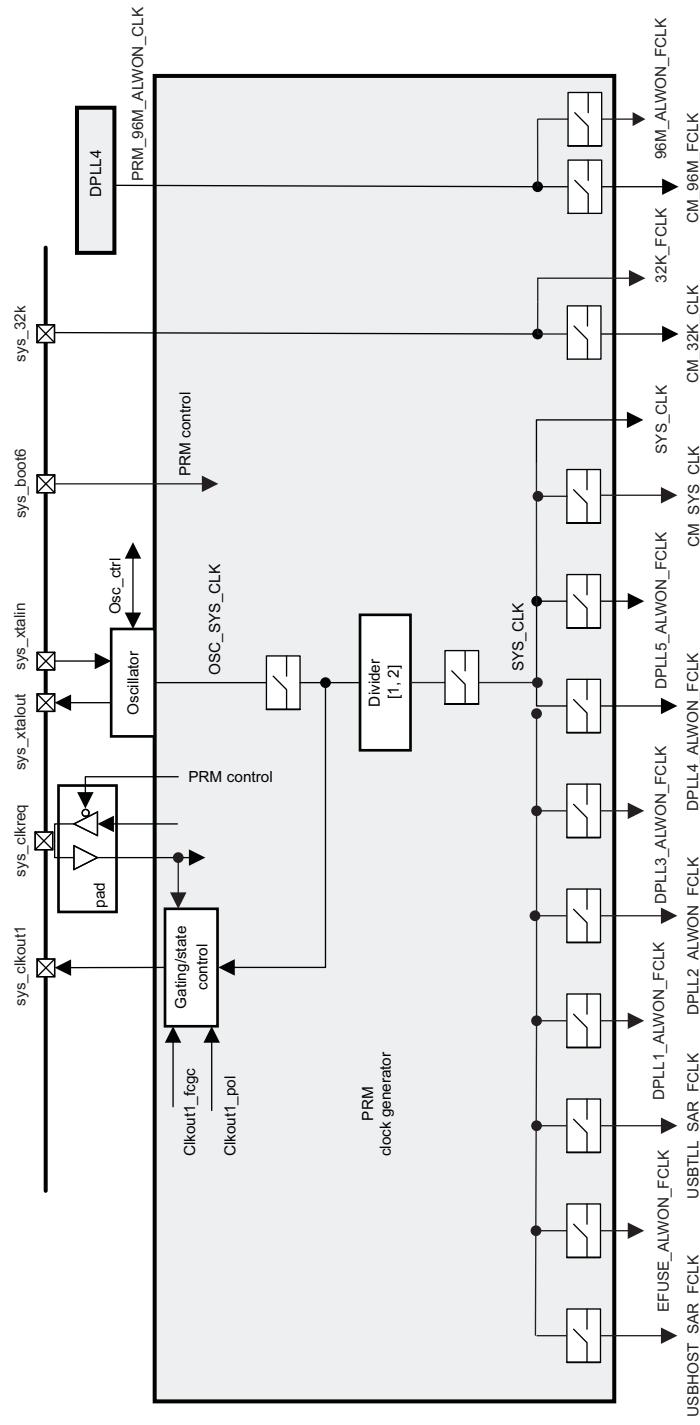 sys_clkout1
sys_clkreq
sys_xtalout
sys_xtalin
sys_boot6
sys_32k
pad
PRM control
Oscillator
Osc_ctrl
PRM control
DPLL4
PRM_96M_ALWON_CLK
Clkout1_fcgc
Clkout1_pol
Gating/state
control
OSC_SYS_CLK
PRM
clock generator
Divider
[1, 2]
SYS_CLK
USBHOST_SAR_FCLK
EFUSE_ALWON_FCLK
USBTLL_SAR_FCLK
DPLL1_ALWON_FCLK
DPLL2_ALWON_FCLK
DPLL3_ALWON_FCLK
DPLL4_ALWON_FCLK
DPLL5_ALWON_FCLK
CM_SYS_CLK
SYS_CLK
CM_32K_CLK
32K_FCLK
CM_96M_FCLK
96M_ALWON_FCLK